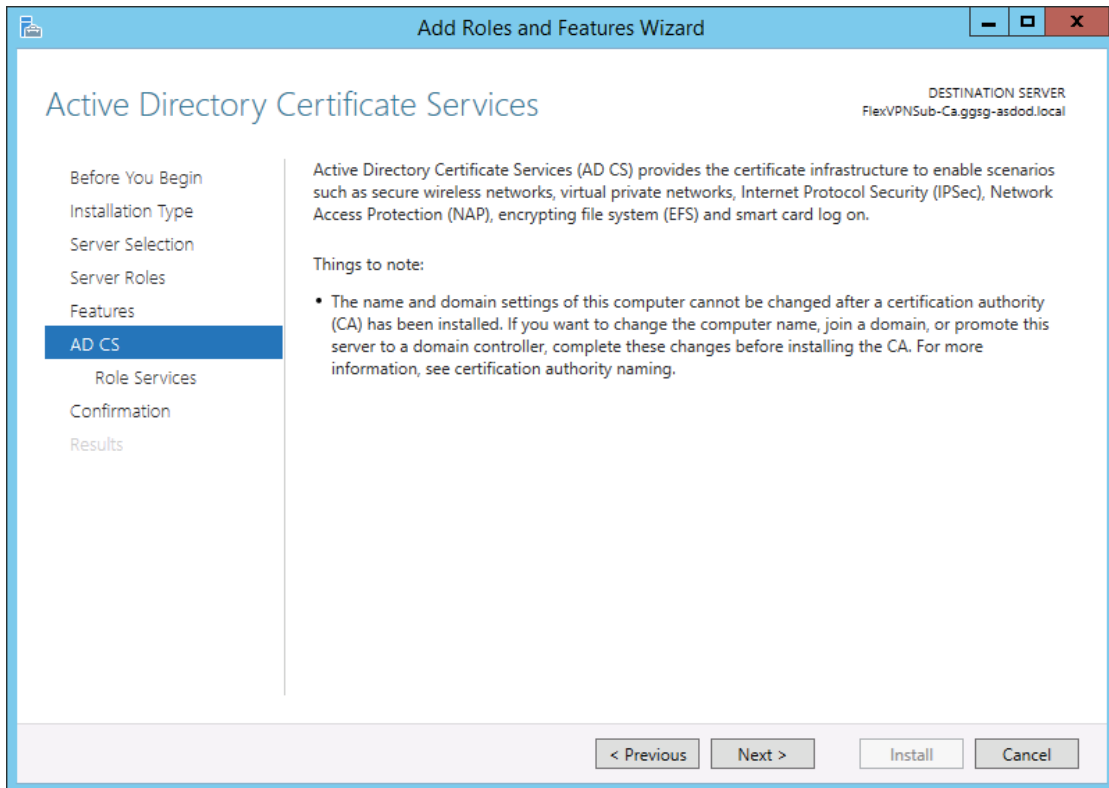 Add Roles and Features Wizard
Active Directory Certificate Services
DESTINATION SERVER
FlexVPNSub-Ca.ggsg-asdod.local
Before You Begin
Installation Type
Server Selection
Server Roles
Features
AD CS
Role Services
Confirmation
Results
Active Directory Certificate Services (AD CS) provides the certificate infrastructure to enable scenarios
such as secure wireless networks, virtual private networks, Internet Protocol Security (IPSec), Network
Access Protection (NAP), encrypting file system (EFS) and smart card log on.
Things to note:
• The name and domain settings of this computer cannot be changed after a certification authority
(CA) has been installed. If you want to change the computer name, join a domain, or promote this
server to a domain controller, complete these changes before installing the CA. For more
information, see certification authority naming.
< Previous
Next >
Install
Cancel